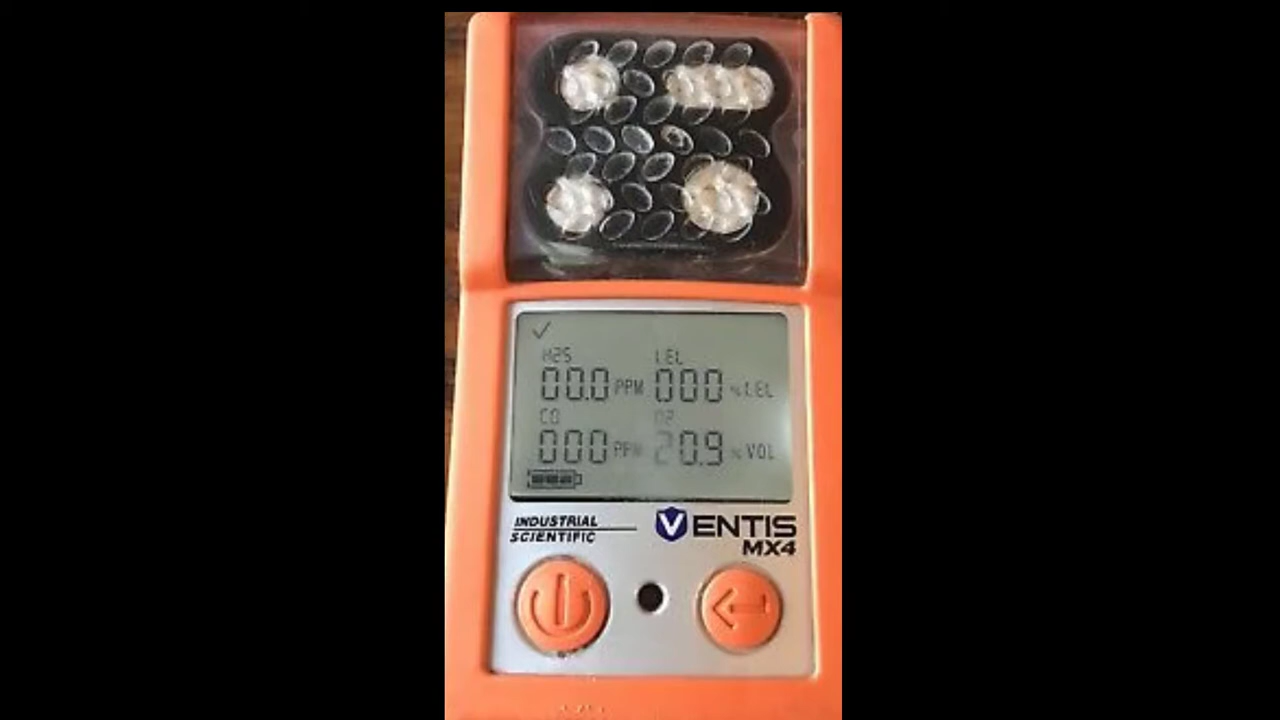 H2S LEL
00.0 PPM 000 % LEL
CO O2
000 PPM 20.9 % VOL
INDUSTRIAL SCIENTIFIC
VENTIS
MX4